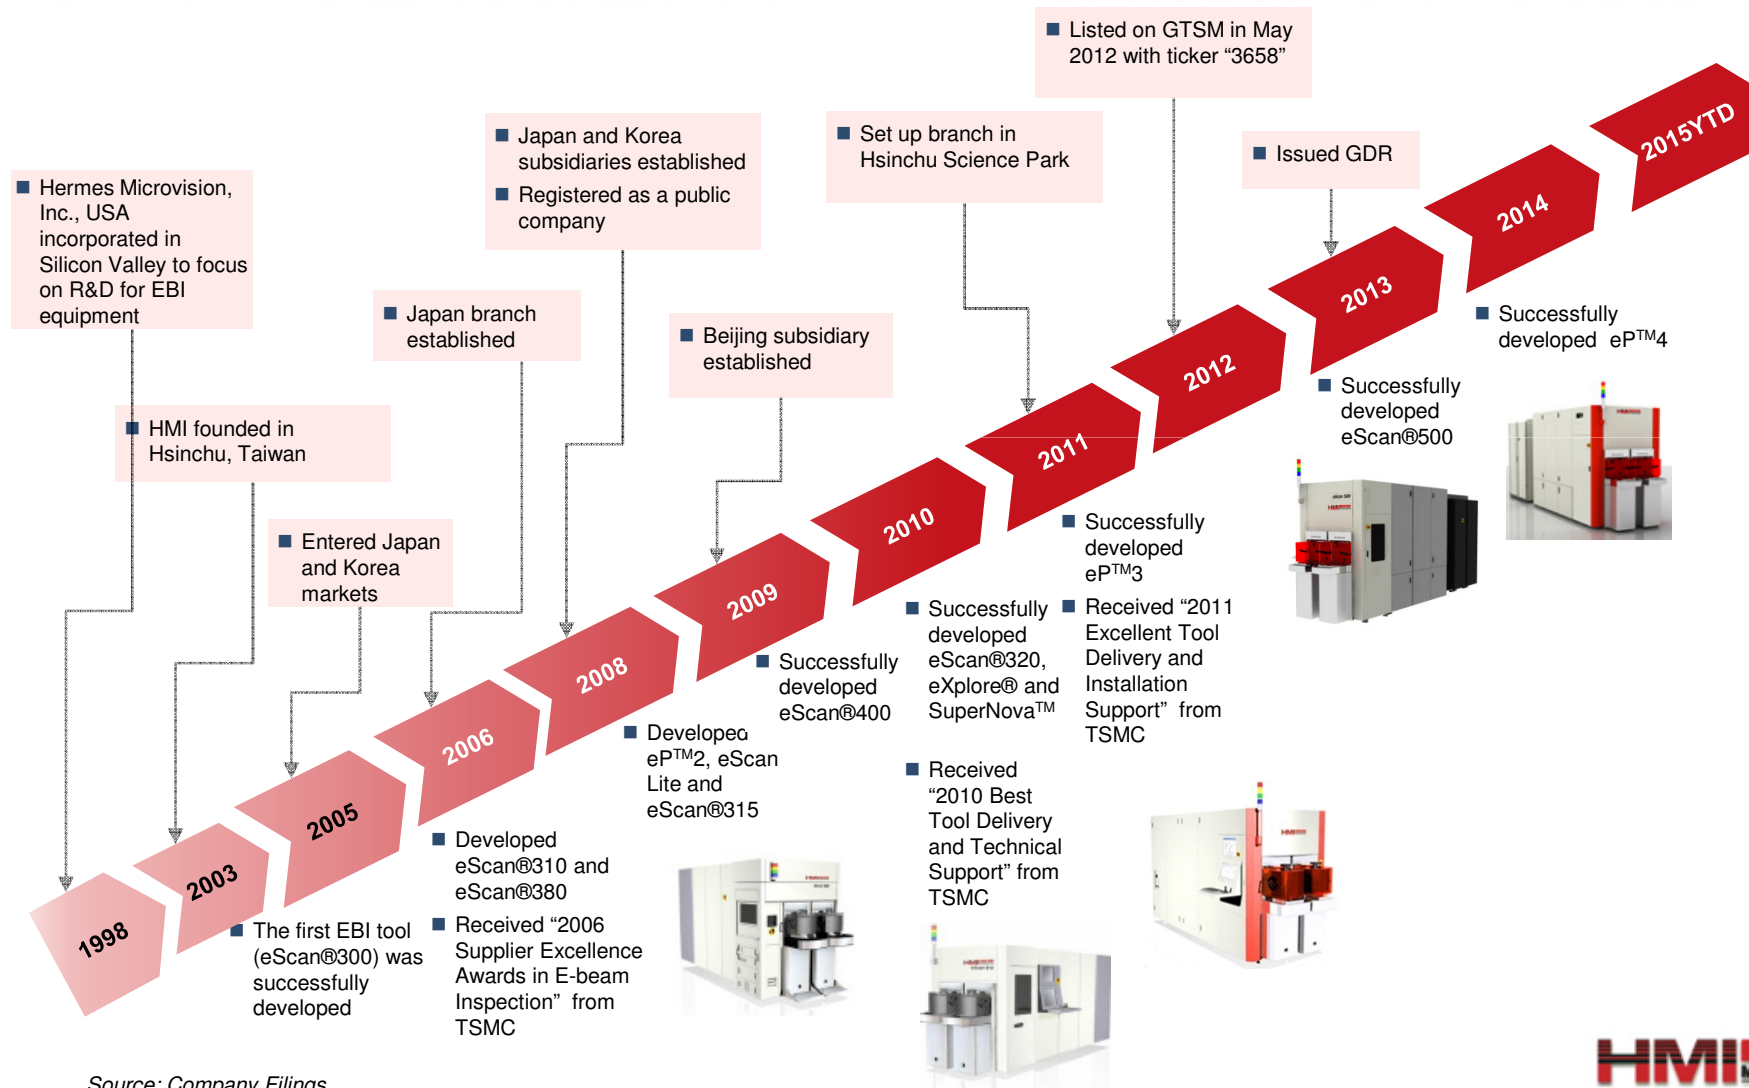 Listed on GTSM in May
2012 with ticker “3658”
Japan and Korea
subsidiaries established
Registered as a public
company
Set up branch in
Hsinchu Science Park
Issued GDR
Hermes Microvision,
Inc., USA
incorporated in
Silicon Valley to focus
on R&D for EBI
equipment
Japan branch
established
Beijing subsidiary
established
HMI founded in
Hsinchu, Taiwan
Entered Japan
and Korea
markets
1998
2003
2005
2006
2008
2009
2010
2011
2012
2013
2014
2015YTD
The first EBI tool
(eScan®300) was
successfully
developed
Developed
eScan®310 and
eScan®380
Received “2006
Supplier Excellence
Awards in E-beam
Inspection” from
TSMC
Developed
eP™2, eScan
Lite and
eScan®315
Successfully
developed
eScan®400
Successfully
developed
eScan®320,
eXplore® and
SuperNova™
Received
“2010 Best
Tool Delivery
and Technical
Support” from
TSMC
Successfully
developed
eP™3
Received “2011
Excellent Tool
Delivery and
Installation
Support” from
TSMC
Successfully
developed
eScan®500
Successfully
developed eP™4
HMI
HMI
HMI
HMI
HMI
Source: Company Filings
HMI